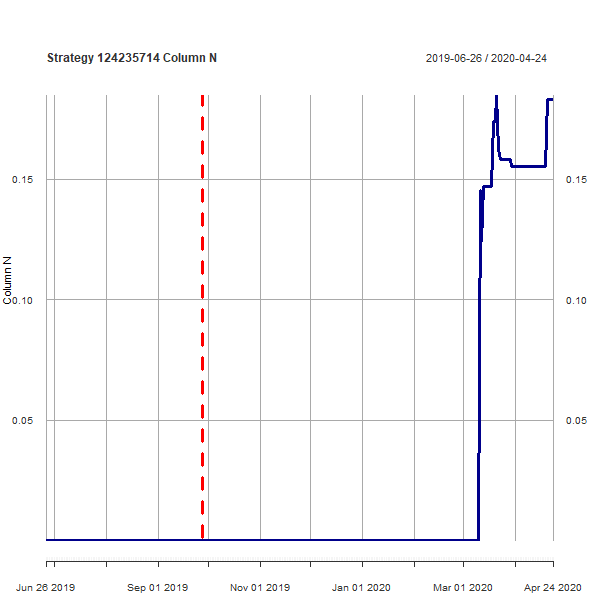 Strategy 124235714 Column N
2019-06-26 / 2020-04-24
0.15
0.15
Column N
0.10
0.10
0.05
0.05
Jun 26 2019
Sep 01 2019
Nov 01 2019
Jan 01 2020
Mar 01 2020
Apr 24 2020